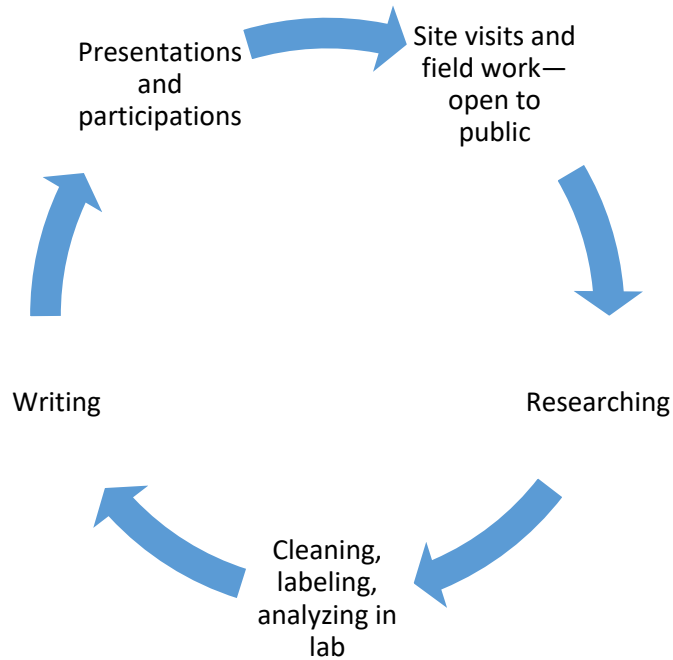 Presentations
and
participations
Site visits and
field work—
open to
public
Researching
Cleaning,
labeling,
analyzing in
lab
Writing